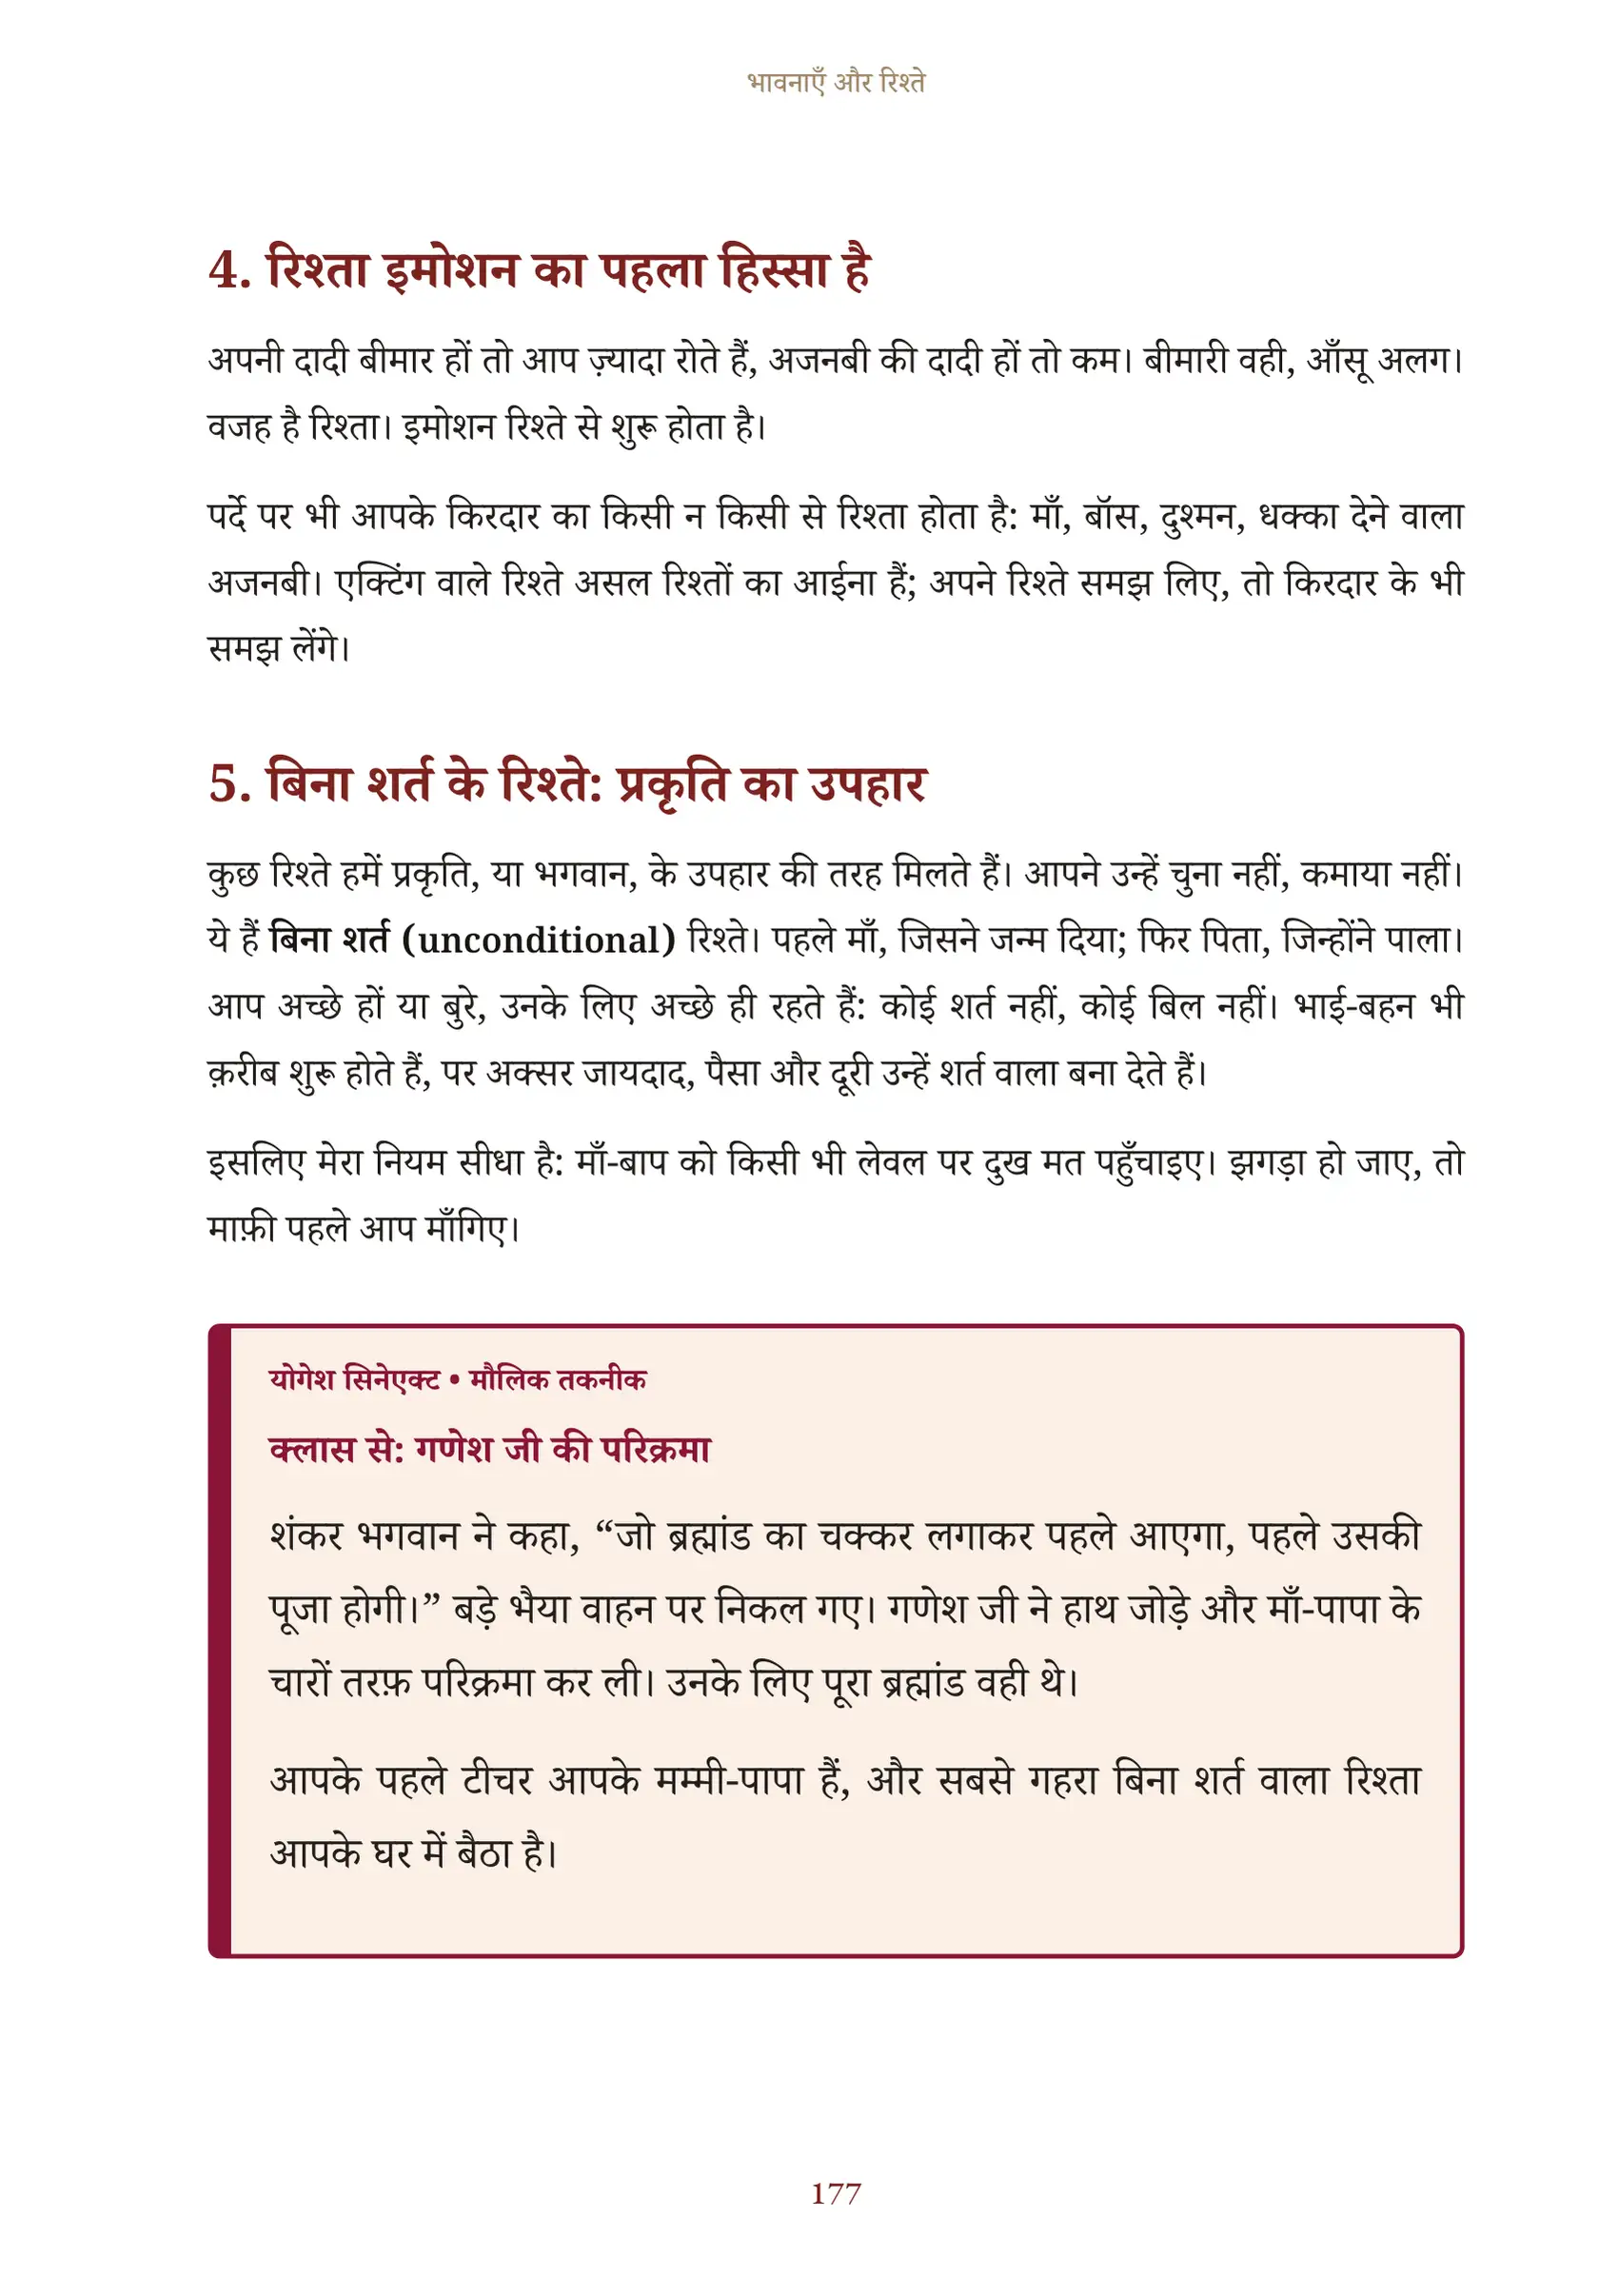 भावनाएँ और रिश्ते
4. रिश्ता इमोशन का पहला हिस्सा है
अपनी दादी बीमार हों तो आप ज़्यादा रोते हैं, अजनबी की दादी हों तो कम। बीमारी वही, आँसू अलग।
वजह है रिश्ता। इमोशन रिश्ते से शुरू होता है।
पर्दे पर भी आपके किरदार का किसी न किसी से रिश्ता होता है: माँ, बॉस, दुश्मन, धक्का देने वाला
अजनबी। एक्टिंग वाले रिश्ते असल रिश्तों का आईना हैं; अपने रिश्ते समझ लिए, तो किरदार के भी
समझ लेंगे।
5. बिना शर्त के रिश्ते: प्रकृति का उपहार
कुछ रिश्ते हमें प्रकृति, या भगवान, के उपहार की तरह मिलते हैं। आपने उन्हें चुना नहीं, कमाया नहीं।
ये हैं बिना शर्त (unconditional) रिश्ते। पहले माँ, जिसने जन्म दिया; फिर पिता, जिन्होंने पाला।
आप अच्छे हों या बुरे, उनके लिए अच्छे ही रहते हैं: कोई शर्त नहीं, कोई बिल नहीं। भाई-बहन भी
क़रीब शुरू होते हैं, पर अक्सर जायदाद, पैसा और दूरी उन्हें शर्त वाला बना देते हैं।
इसलिए मेरा नियम सीधा है: माँ-बाप को किसी भी लेवल पर दुख मत पहुँचाइए। झगड़ा हो जाए, तो
माफ़ी पहले आप माँगिए।
योगेश सिनेएक्ट • मौलिक तकनीक
क्लास से: गणेश जी की परिक्रमा
शंकर भगवान ने कहा, “जो ब्रह्मांड का चक्कर लगाकर पहले आएगा, पहले उसकी
पूजा होगी।” बड़े भैया वाहन पर निकल गए। गणेश जी ने हाथ जोड़े और माँ-पापा के
चारों तरफ़ परिक्रमा कर ली। उनके लिए पूरा ब्रह्मांड वही थे।
आपके पहले टीचर आपके मम्मी-पापा हैं, और सबसे गहरा बिना शर्त वाला रिश्ता
आपके घर में बैठा है।
177